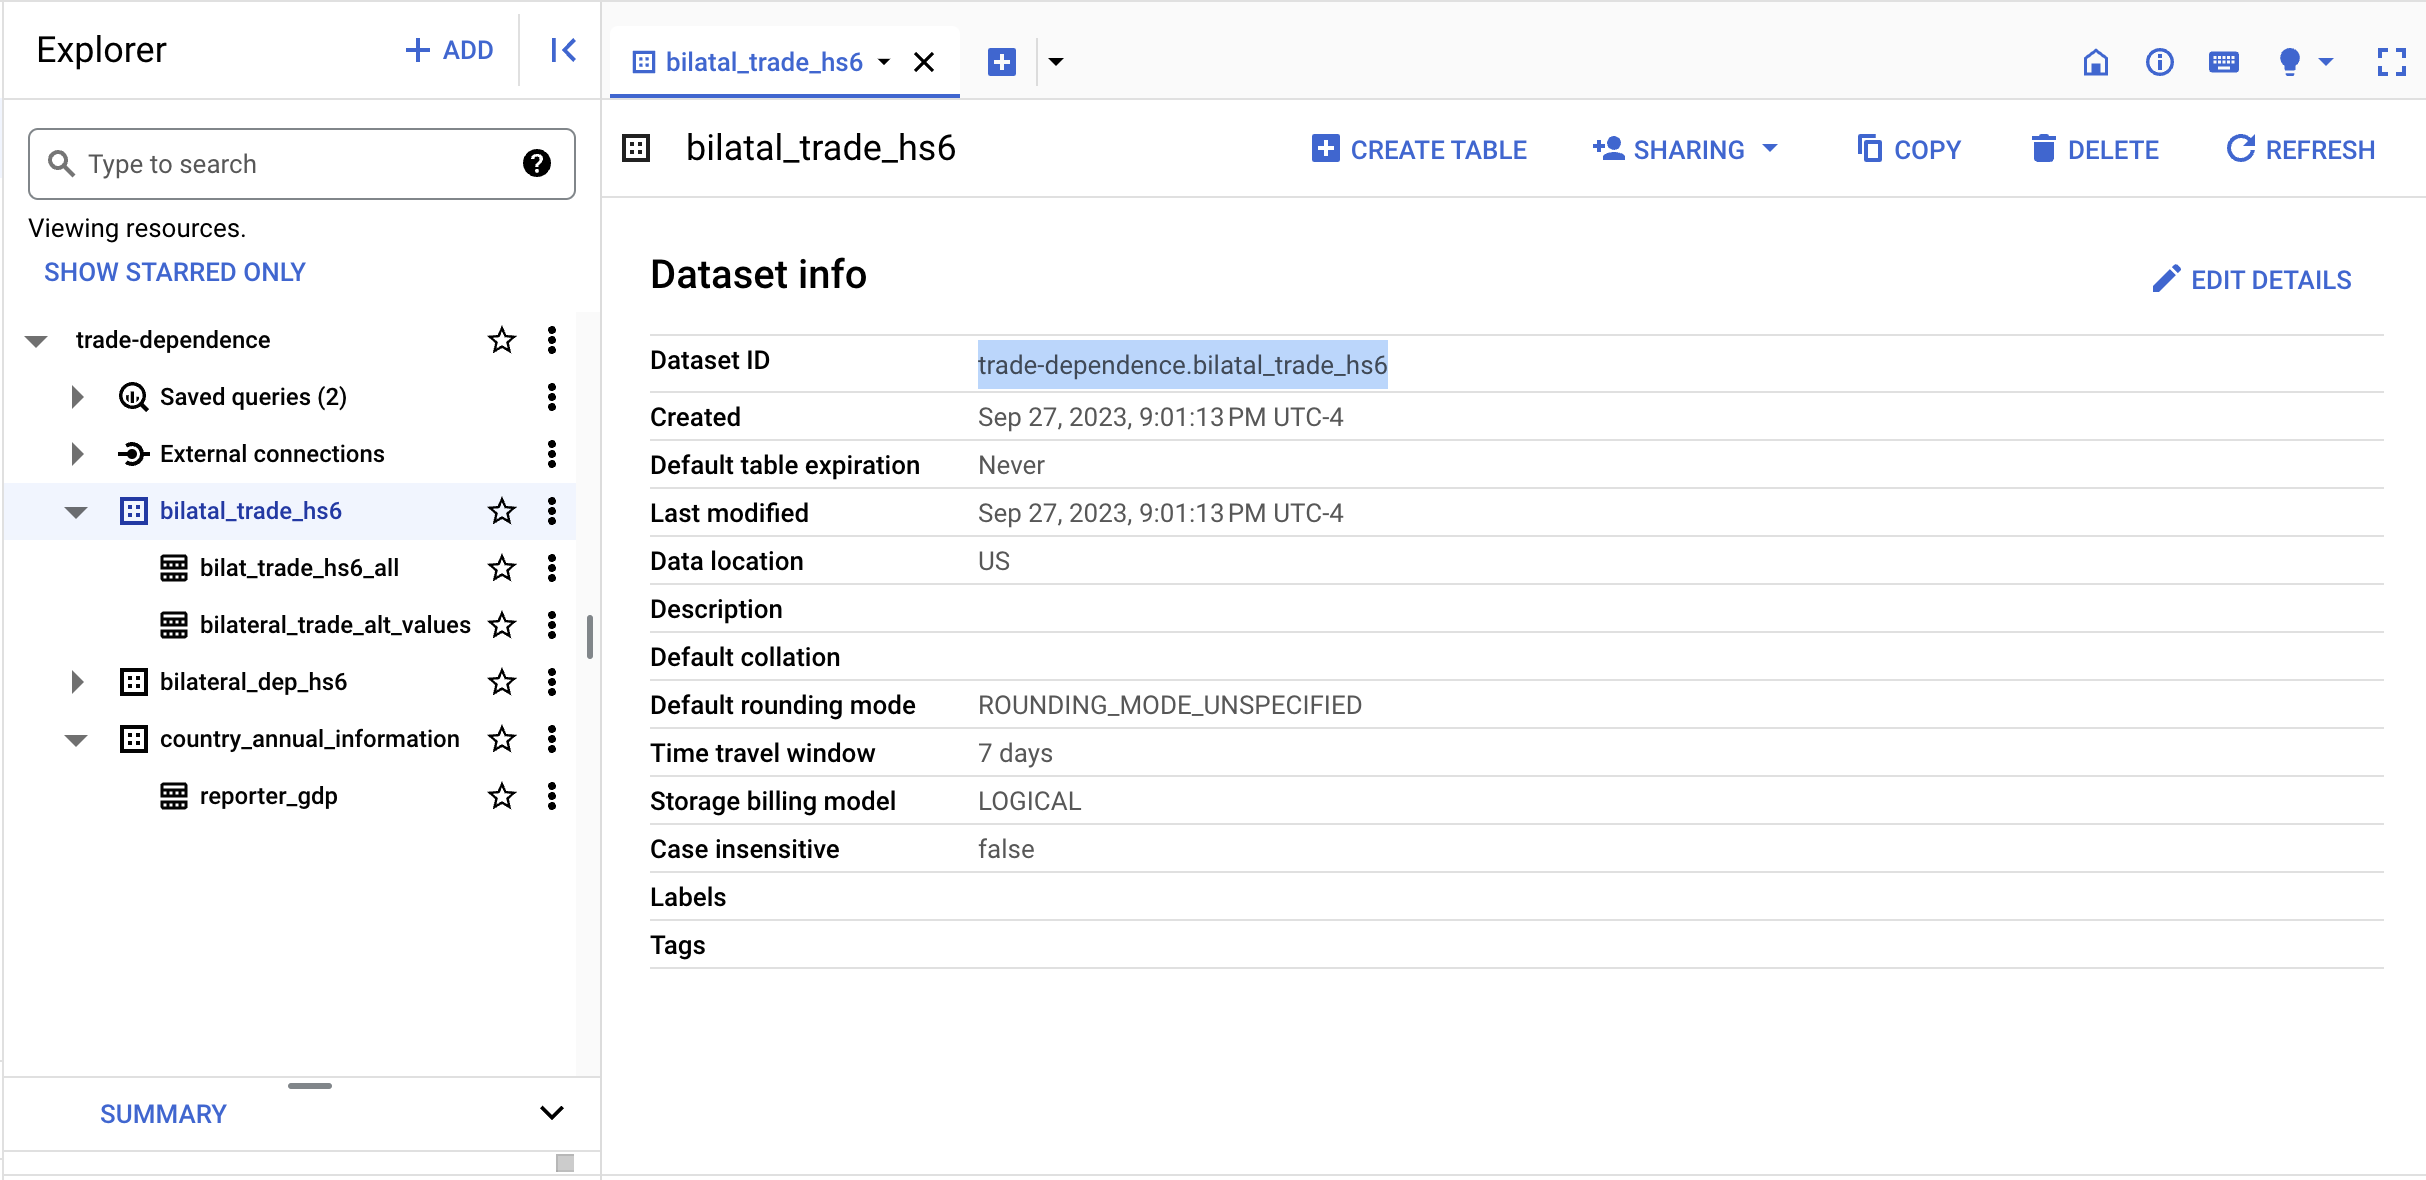 Explorer
ADD
Type to search
Viewing resources.
SHOW STARRED ONLY
trade-dependence
Saved queries (2)
External connections
bilatal_trade_hs6
bilat_trade_hs6_all
bilateral_trade_alt_values
bilateral_dep_hs6
country_annual_information
reporter_gdp
SUMMARY
bilatal_trade_hs6
bilatal_trade_hs6
CREATE TABLE
SHARING
COPY
DELETE
REFRESH
Dataset info
EDIT DETAILS
Dataset ID trade-dependence.bilatal_trade_hs6
Created Sep 27, 2023, 9:01:13 PM UTC-4
Default table expiration Never
Last modified Sep 27, 2023, 9:01:13 PM UTC-4
Data location US
Description
Default collation
Default rounding mode ROUNDING_MODE_UNSPECIFIED
Time travel window 7 days
Storage billing model LOGICAL
Case insensitive false
Labels
Tags